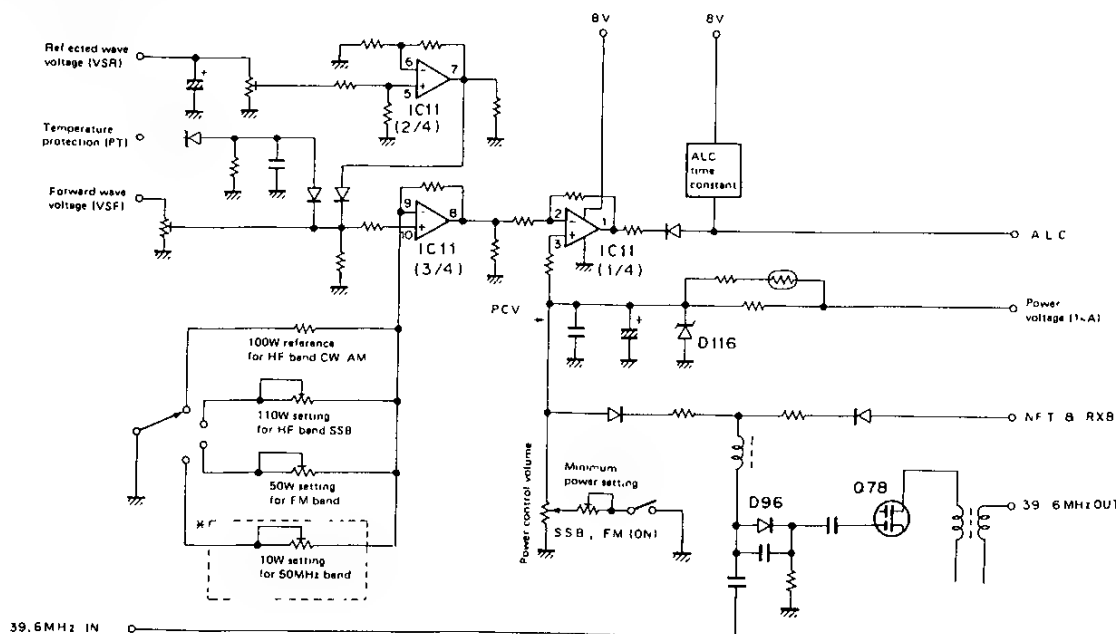 8V
8V
Reflected wave
voltage (VSR)
6
7
5
IC11
(2/4)
Temperature
protection (PT)
ALC
time
constant
Forward wave
voltage (VSF)
9
8
10
IC11
(3/4)
2
1
3
IC11
(1/4)
ALC
PCV
D116
Power
100W reference
for HF band CW AM
110W setting
for HF band SSB
50W setting
for FM band
*
10W setting
for 50MHz band
Power control volume
Minimum
power setting
SSB, FM (ON)
NFT & RXB
D96
Q78
39 6MHz OUT
39.6MHz IN